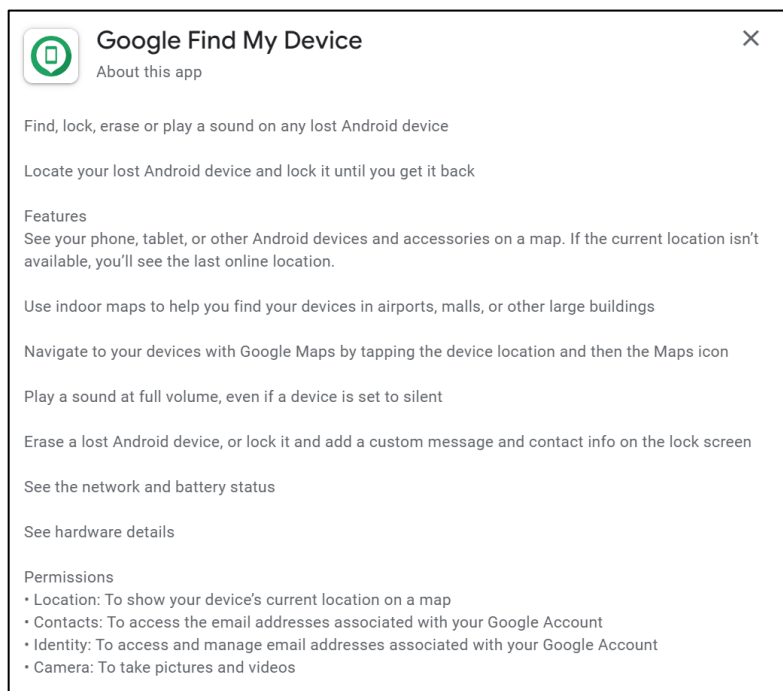 Google Find My Device
About this app
Find, lock, erase or play a sound on any lost Android device
Locate your lost Android device and lock it until you get it back
Features
See your phone, tablet, or other Android devices and accessories on a map. If the current location isn’t
available, you’ll see the last online location.
Use indoor maps to help you find your devices in airports, malls, or other large buildings
Navigate to your devices with Google Maps by tapping the device location and then the Maps icon
Play a sound at full volume, even if a device is set to silent
Erase a lost Android device, or lock it and add a custom message and contact info on the lock screen
See the network and battery status
See hardware details
Permissions
• Location: To show your device’s current location on a map
• Contacts: To access the email addresses associated with your Google Account
• Identity: To access and manage email addresses associated with your Google Account
• Camera: To take pictures and videos